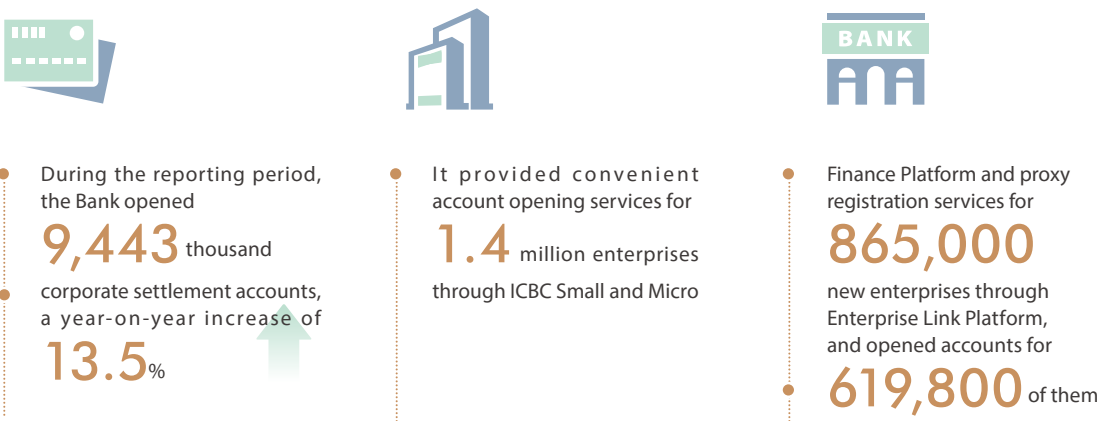 BANK
During the reporting period,
the Bank opened
9,443 thousand
corporate settlement accounts,
a year-on-year increase of
13.5%
It provided convenient
account opening services for
1.4 million enterprises
through ICBC Small and Micro
Finance Platform and proxy
registration services for
865,000
new enterprises through
Enterprise Link Platform,
and opened accounts for
619,800 of them